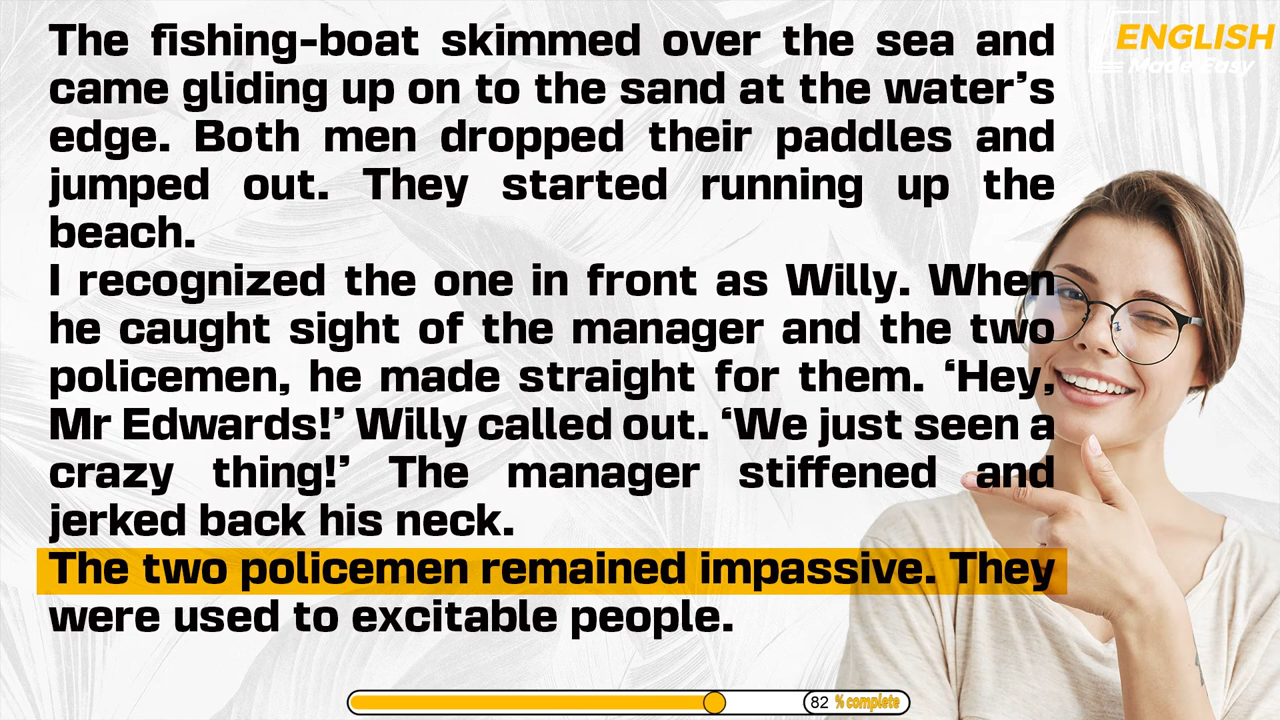 The fishing-boat skimmed over the sea and
came gliding up on to the sand at the water’s
edge. Both men dropped their paddles and
jumped out. They started running up the
beach.
I recognized the one in front as Willy. When
he caught sight of the manager and the two
policemen, he made straight for them. ‘Hey,
Mr Edwards!’ Willy called out. ‘We just seen a
crazy thing!’ The manager stiffened and
jerked back his neck.
The two policemen remained impassive. They
were used to excitable people.
ENGLISH
Made Easy
82 % complete